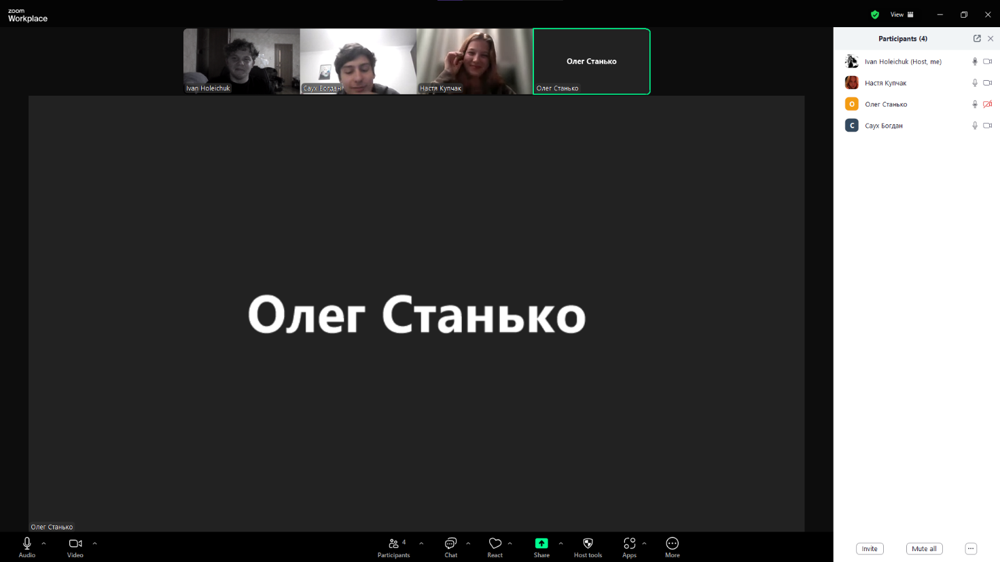 zoom
Workplace
View
Ivan Holeichuk
Саух Богдан
Настя Купчак
Олег Станько
Олег Станько
Participants (4)
Ivan Holeichuk (Host, me)
Настя Купчак
О Олег Станько
С Саух Богдан
Олег Станько
Олег Станько
Audio
Video
4
Participants
Chat
React
Share
Host tools
Apps
More
Invite
Mute all